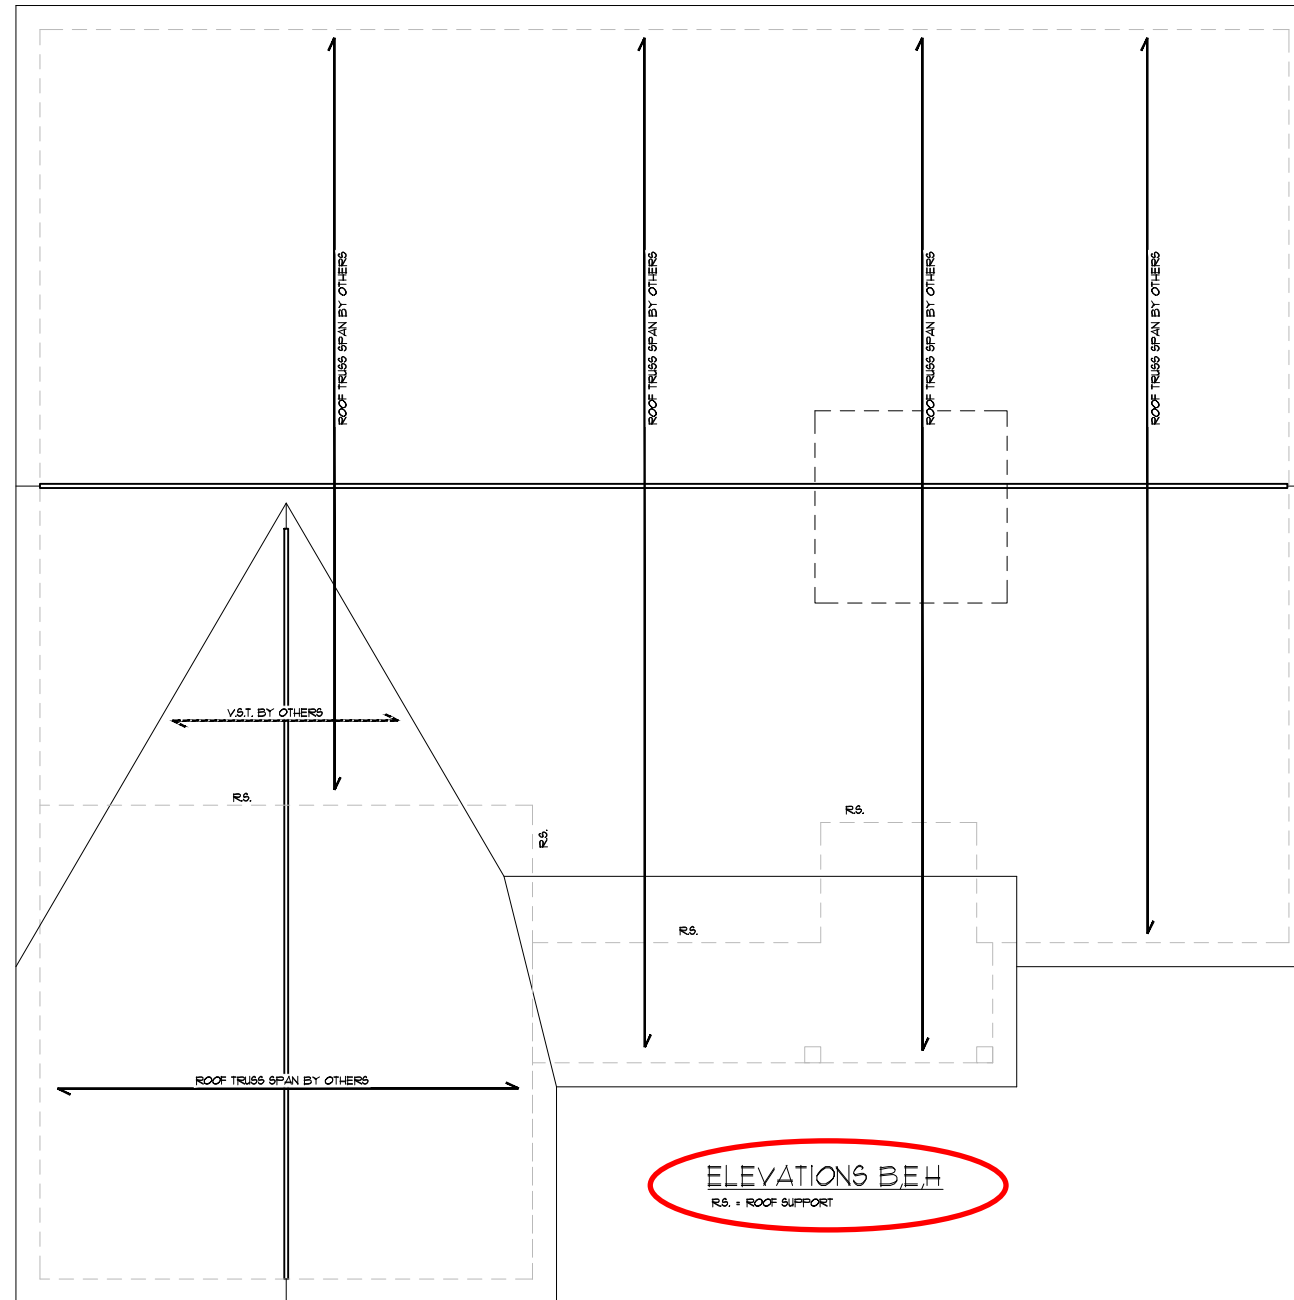 ROOF TRUSS SPAN BY OTHERS
ROOF TRUSS SPAN BY OTHERS
ROOF TRUSS SPAN BY OTHERS
ROOF TRUSS SPAN BY OTHERS
V.S.T. BY OTHERS
R.S.
R.S.
R.S.
R.S.
ROOF TRUSS SPAN BY OTHERS
ELEVATIONS B,E,H
R.S. = ROOF SUPPORT